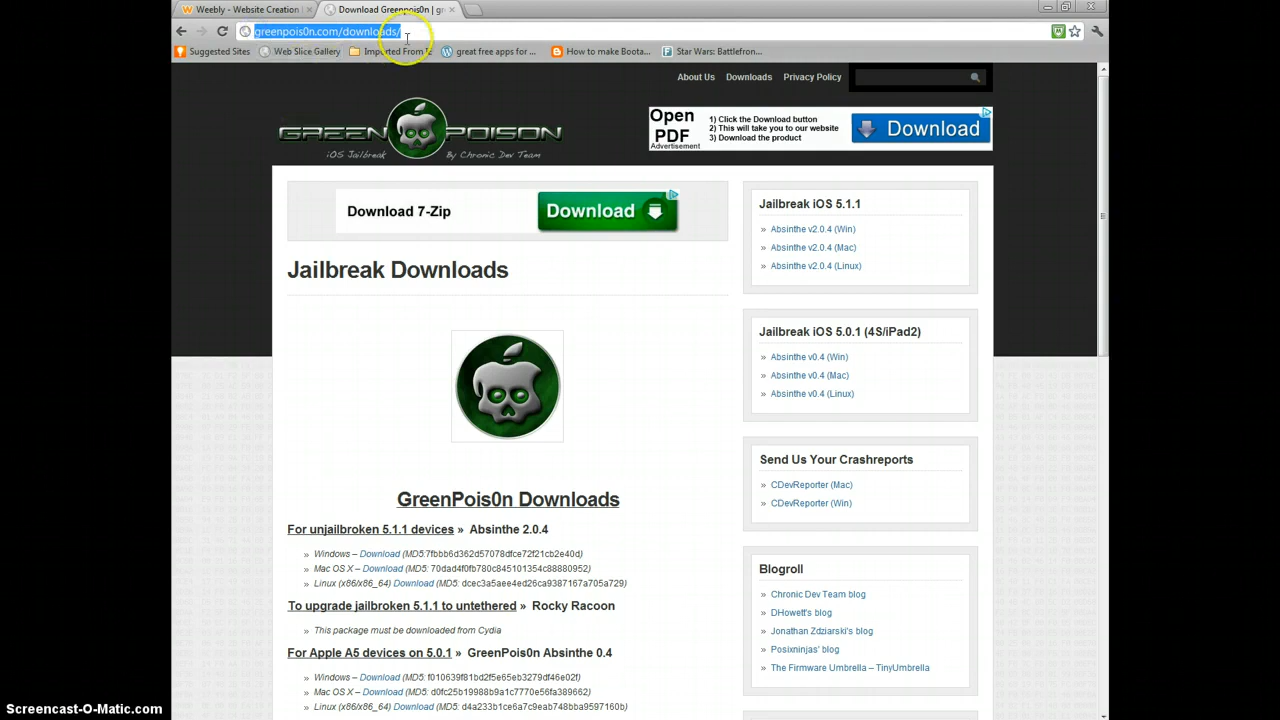 Weebly - Website Creation
Download Greenpois0n | gr
greenpois0n.com/downloads/
Suggested Sites
Web Slice Gallery
Imported From IE
great free apps for ...
How to make Boota...
Star Wars: Battlefron...
About Us
Downloads
Privacy Policy
GREEN POISON
iOS Jailbreak
By Chronic Dev Team
Open PDF
Advertisement
1) Click the Download button
2) This will take you to our website
3) Download the product
Download
Download 7-Zip
Download
Jailbreak Downloads
GreenPois0n Downloads
For unjailbroken 5.1.1 devices » Absinthe 2.0.4
» Windows – Download (MD5:7fbbb6d362d57078dfce72f21cb2e40d)
» Mac OS X – Download (MD5: 70dad4f0fb780c845101354c88880952)
» Linux (x86/x86_64) Download (MD5: dcec3a5aee4ed26ca9387167a705a729)
To upgrade jailbroken 5.1.1 to untethered » Rocky Racoon
» This package must be downloaded from Cydia
For Apple A5 devices on 5.0.1 » GreenPois0n Absinthe 0.4
» Windows – Download (MD5: f010639f81bd2f5e65eb3279df46e02f)
» Mac OS X – Download (MD5: d0fc25b19988b9a1c7770e56fa389662)
» Linux (x86/x86_64) Download (MD5: d4a233b1ce6a7c9eab748bba9597160b)
Jailbreak iOS 5.1.1
» Absinthe v2.0.4 (Win)
» Absinthe v2.0.4 (Mac)
» Absinthe v2.0.4 (Linux)
Jailbreak iOS 5.0.1 (4S/iPad2)
» Absinthe v0.4 (Win)
» Absinthe v0.4 (Mac)
» Absinthe v0.4 (Linux)
Send Us Your Crashreports
» CDevReporter (Mac)
» CDevReporter (Win)
Blogroll
» Chronic Dev Team blog
» DHowett's blog
» Jonathan Zdziarski's blog
» Posixninjas' blog
» The Firmware Umbrella – TinyUmbrella
Screencast-O-Matic.com